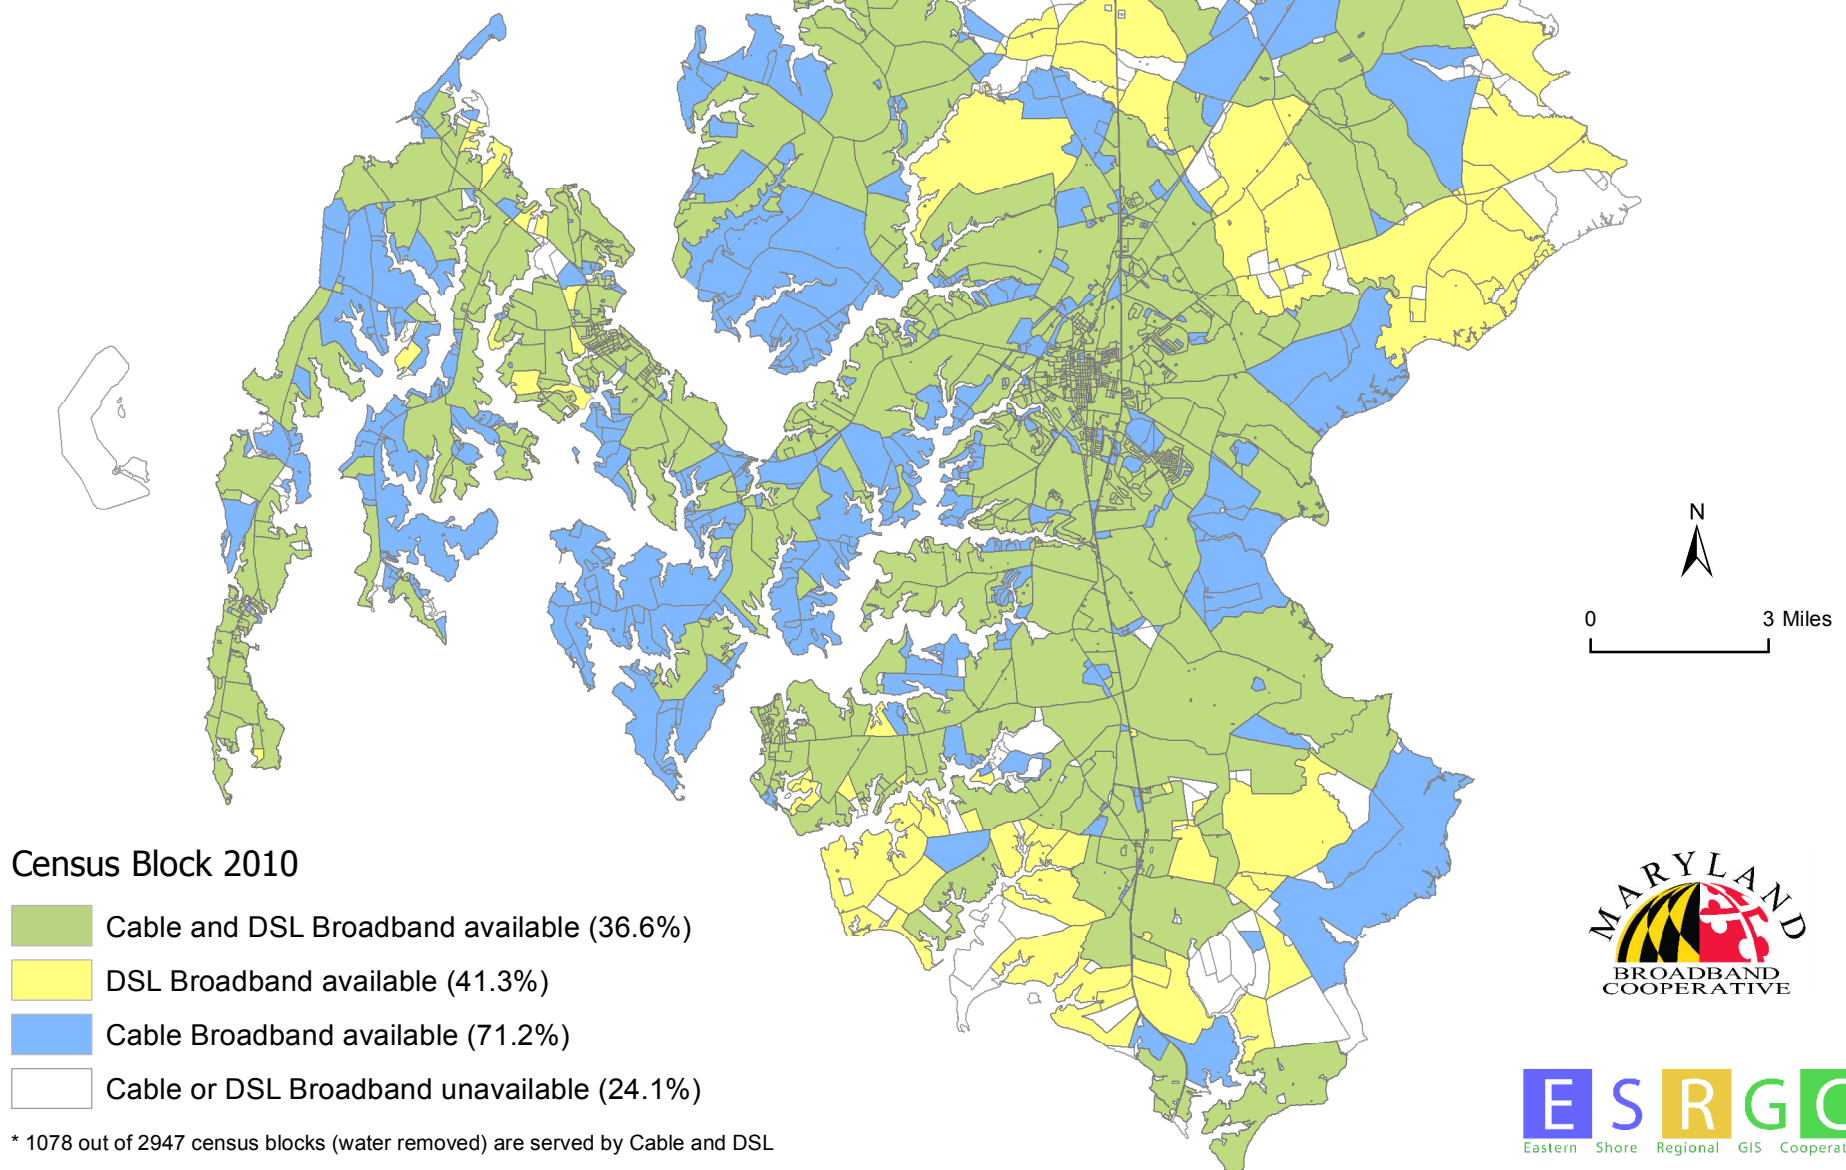 N
0 3 Miles
Census Block 2010
Cable and DSL Broadband available (36.6%)
DSL Broadband available (41.3%)
Cable Broadband available (71.2%)
Cable or DSL Broadband unavailable (24.1%)
* 1078 out of 2947 census blocks (water removed) are served by Cable and DSL
MARYLAND
BROADBAND
COOPERATIVE
E S R G C
Eastern Shore Regional GIS Cooperat